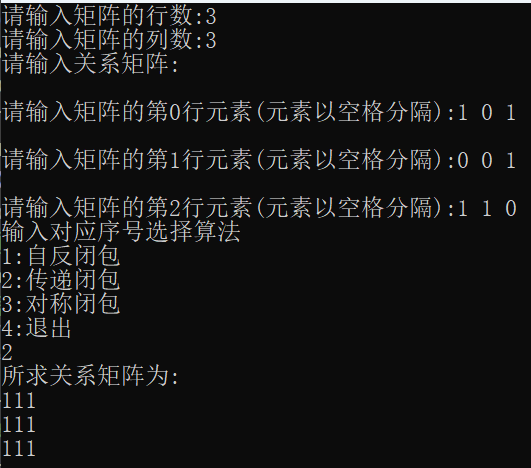 请输入矩阵的行数:3
请输入矩阵的列数:3
请输入关系矩阵:
请输入矩阵的第0行元素(元素以空格分隔):1 0 1
请输入矩阵的第1行元素(元素以空格分隔):0 0 1
请输入矩阵的第2行元素(元素以空格分隔):1 1 0
输入对应序号选择算法
1:自反闭包
2:传递闭包
3:对称闭包
4:退出
2
所求关系矩阵为:
111
111
111